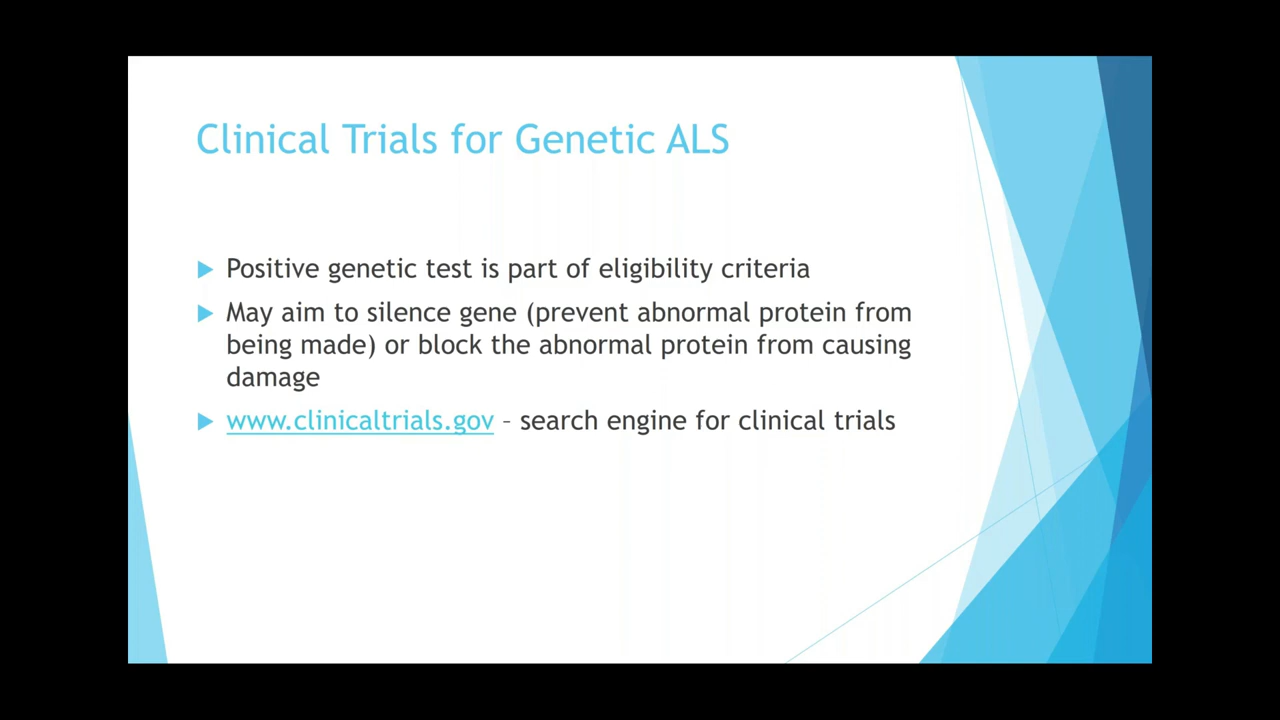 Clinical Trials for Genetic ALS
Positive genetic test is part of eligibility criteria
May aim to silence gene (prevent abnormal protein from
being made) or block the abnormal protein from causing
damage
www.clinicaltrials.gov – search engine for clinical trials